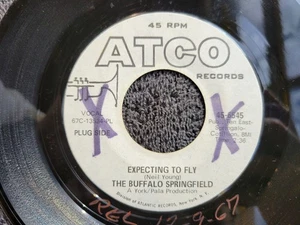 45 RPM
ATCO
RECORDS
VOCAL
PLUG SIDE
45-6545
EXPECTING TO FLY
(Neil Young)
THE BUFFALO SPRINGFIELD
A York/Pala Production
X X
REL 12-9-67